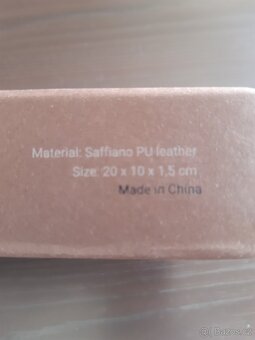 Material: Saffiano PU leather
Size: 20 x 10 x 1,5 cm
Made in China